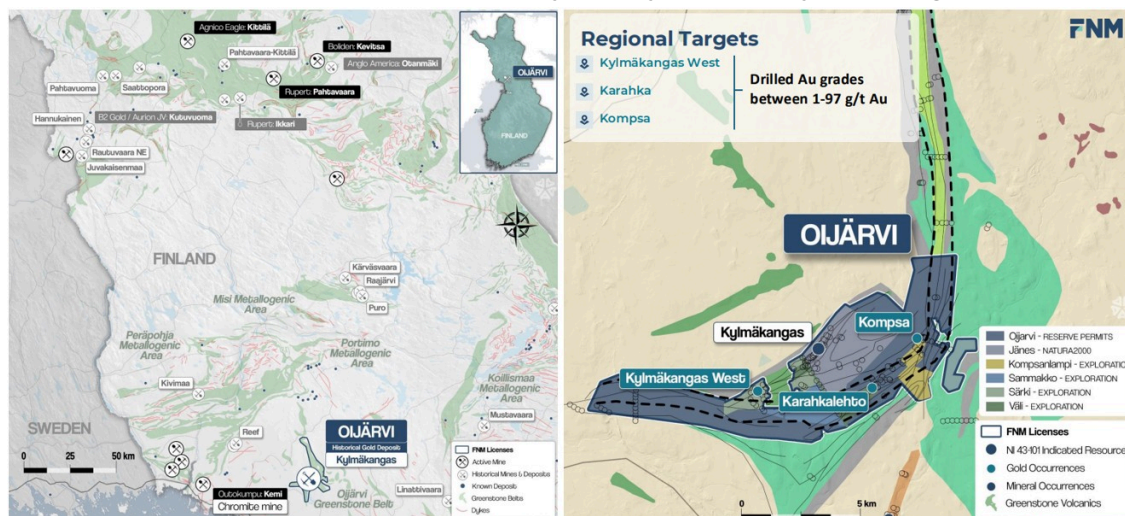 Agnico Eagle: Kittilä
Pahtavaara-Kittilä
Boliden: Kevitsa
Anglo America: Otanmäki
Pahtavuoma
Saattopora
Rupert: Pahtavaara
Hannukainen
B2 Gold / Aurion JV: Kutuvuoma
Rupert: Ikkari
Rautuvaara NE
Juvakaisenmaa
FINLAND
Kärväsvaara
Raajärvi
Puro
Misi Metallogenic
Area
Peräpohja
Metallogenic
Area
Portimo
Metallogenic
Area
Koillismaa
Metallogenic
Area
Kivimaa
Mustavaara
SWEDEN
Reef
0 25 50 km
OIJÄRVI
Historical Gold Deposit
Kylmäkangas
Outokumpu: Kemi
Chromite mine
Oijärvi
Greenstone Belt
Linattivaara
FNM Licenses
Active Mine
Historical Mines & Deposits
Known Deposit
Greenstone Belts
Dykes
OIJÄRVI
FINLAND
FNM
Regional Targets
Kylmäkangas West
Karahka
Kompsa
Drilled Au grades
between 1-97 g/t Au
OIJÄRVI
Kylmäkangas
Kompsa
Kylmäkangas West
Karahkalehto
Oijarvi - RESERVE PERMITS
Jänes - NATURA2000
Kompsanlampi - EXPLORATIO
Sammakko - EXPLORATION
Särki - EXPLORATION
Väli - EXPLORATION
FNM Licenses
NI 43-101 Indicated Resource
Gold Occurrences
Mineral Occurrences
Greenstone Volcanics
0 5 km